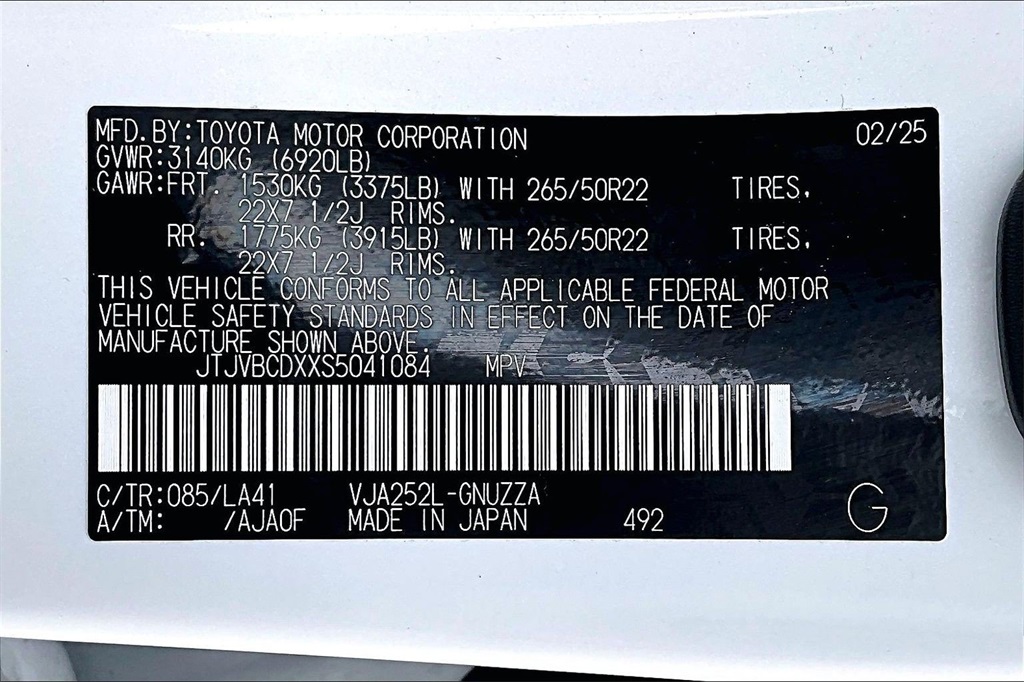 MFD.BY:TOYOTA MOTOR CORPORATION 02/25
GVWR:3140KG (6920LB)
GAWR:FRT. 1530KG (3375LB) WITH 265/50R22 TIRES,
22X7 1/2J RIMS.
RR. 1775KG (3915LB) WITH 265/50R22 TIRES,
22X7 1/2J RIMS.
THIS VEHICLE CONFORMS TO ALL APPLICABLE FEDERAL MOTOR
VEHICLE SAFETY STANDARDS IN EFFECT ON THE DATE OF
MANUFACTURE SHOWN ABOVE.
JTJVBCDXXS5041084 MPV
C/TR:085/LA41 VJA252L-GNUZZA
A/TM: /AJA0F MADE IN JAPAN 492 G